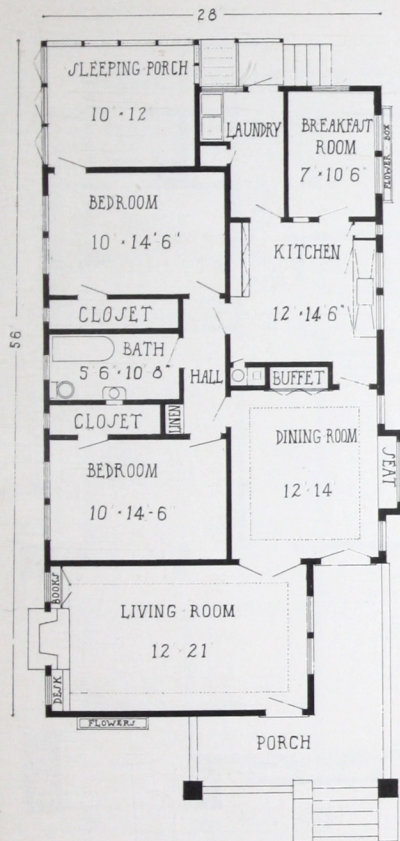 28
56
SLEEPING PORCH
10' · 12
LAUNDRY
BREAKFAST
ROOM
7' · 10'6"
FLOWER BOX
BEDROOM
10' · 14'6"
KITCHEN
12' · 14'6"
CLOSET
BATH
5'6" · 10'8"
HALL
BUFFET
CLOSET
LINEN
DINING ROOM
12' · 14
SEAT
BEDROOM
10' · 14-6
BOOKS
LIVING ROOM
12 · 21
DESK
FLOWERS
PORCH